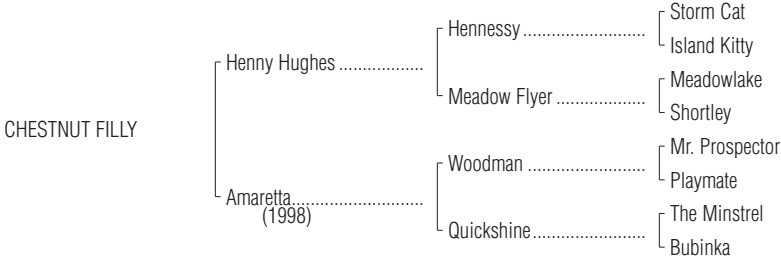 Storm Cat
Hennessy ..........................
Island Kitty
Henny Hughes ..................
Meadowlake
Meadow Flyer ...................
Shortley
CHESTNUT FILLY
Mr. Prospector
Woodman .........................
Playmate
Amaretta............................
(1998)
The Minstrel
Quickshine........................
Bubinka